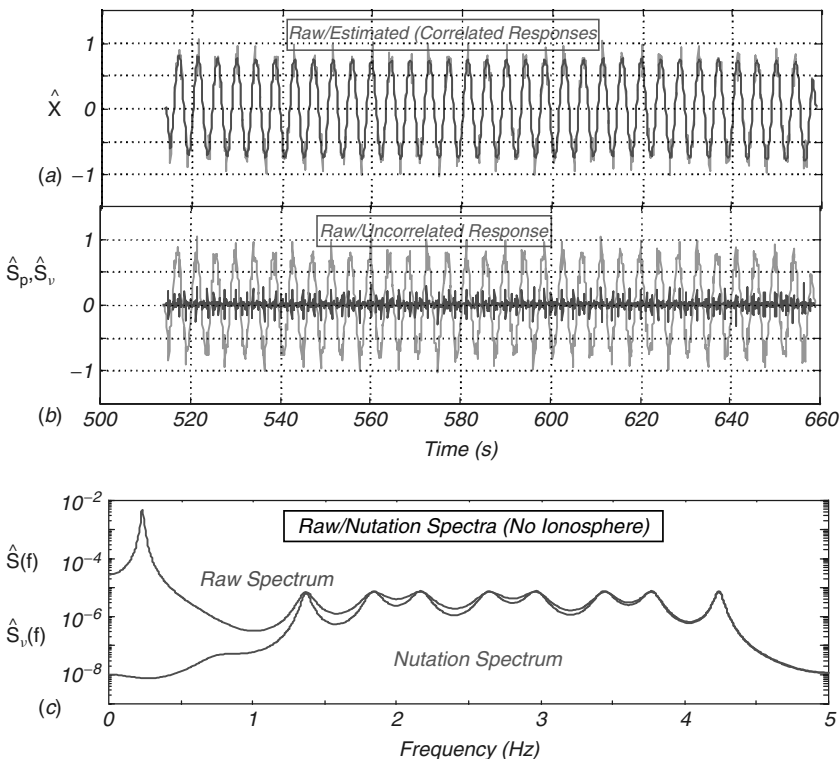 Raw/Estimated (Correlated Responses
1
X̂ 0
(a) −1
Raw/Uncorrelated Response
1
Ŝp,Ŝν
0
−1
(b)
500 520 540 560 580 600 620 640 660
Time (s)
10−2
Raw/Nutation Spectra (No Ionosphere)
Ŝ(f)
10−4
Raw Spectrum
10−6
Ŝν(f)
Nutation Spectrum
10−8
(c)
0 1 2 3 4 5
Frequency (Hz)